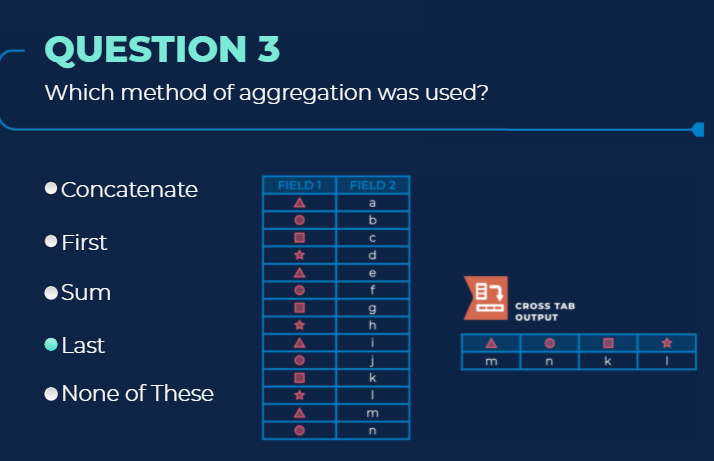 QUESTION 3
Which method of aggregation was used?
Concatenate
First
Sum
Last
None of These
FIELD 1 FIELD 2
a
b
c
d
e
f
g
h
i
j
k
l
m
n
CROSS TAB
OUTPUT
m n k l